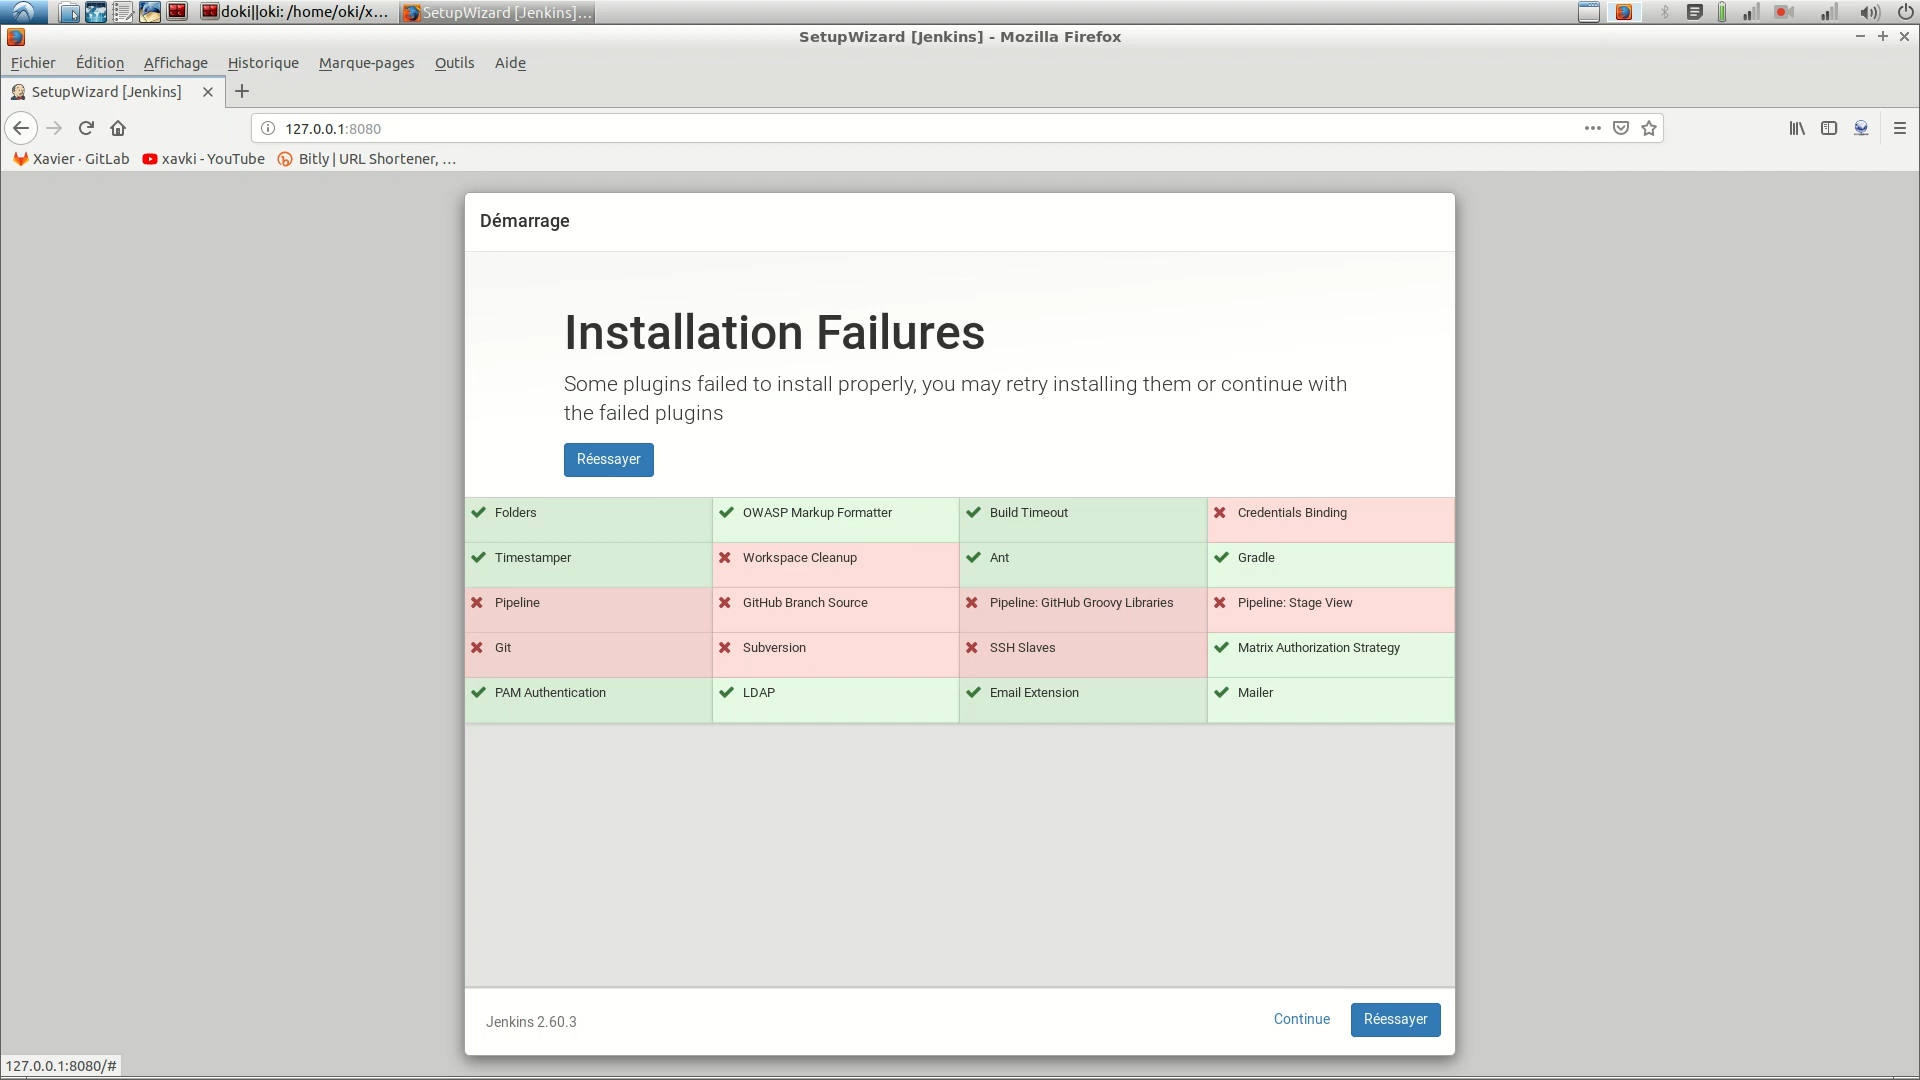 doki||oki: /home/oki/x...
SetupWizard [Jenkins]...
SetupWizard [Jenkins] - Mozilla Firefox
Fichier Édition Affichage Historique Marque-pages Outils Aide
SetupWizard [Jenkins]
127.0.0.1:8080
Xavier · GitLab xavki - YouTube Bitly | URL Shortener, ...
Démarrage
Installation Failures
Some plugins failed to install properly, you may retry installing them or continue with
the failed plugins
Réessayer
Folders OWASP Markup Formatter Build Timeout Credentials Binding
Timestamper Workspace Cleanup Ant Gradle
Pipeline GitHub Branch Source Pipeline: GitHub Groovy Libraries Pipeline: Stage View
Git Subversion SSH Slaves Matrix Authorization Strategy
PAM Authentication LDAP Email Extension Mailer
Jenkins 2.60.3 Continue Réessayer
127.0.0.1:8080/#